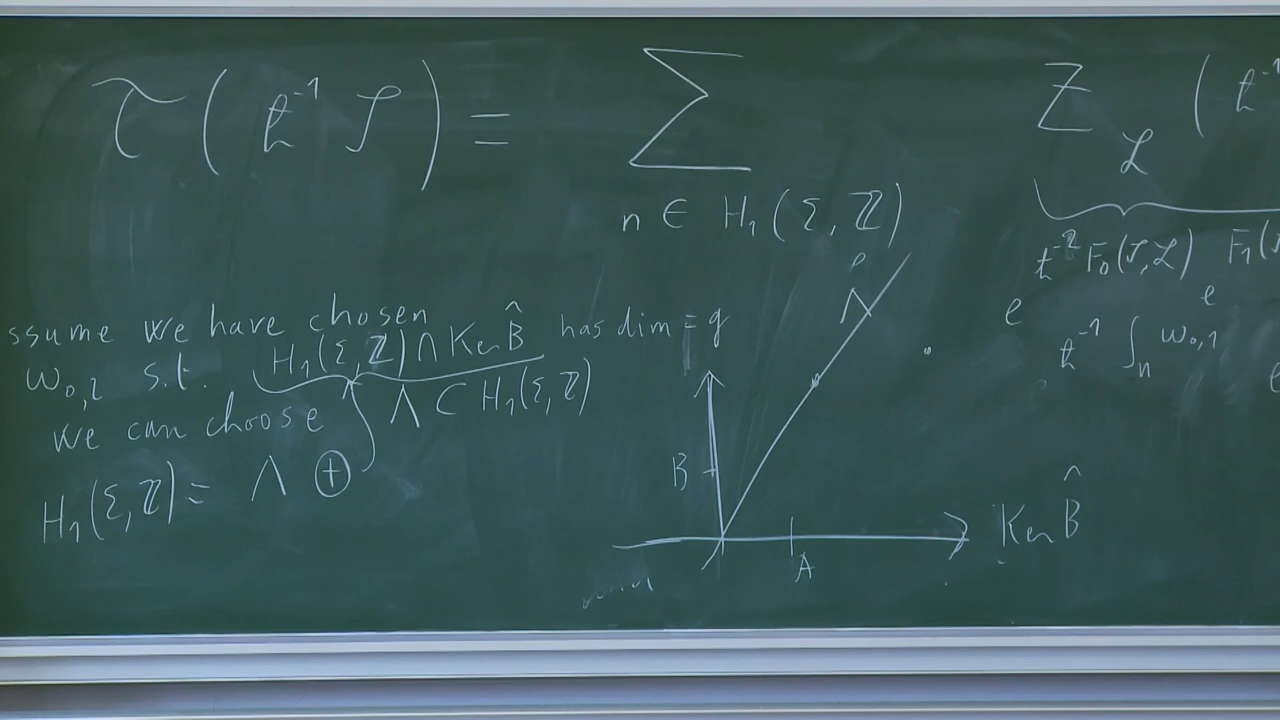 τ ( ℏ⁻¹ 𝒮 ) = Σ Z_ℒ ( ℏ⁻¹
n ∈ H₁(Σ, ℤ)
e^{ℏ⁻² F₀(𝒮,ℒ)} e^{F₁(
e^{ℏ⁻¹ ∫_n ω₀,₁
ssume we have chosen
ω₀,₂ s.t. H₁(Σ, ℤ) ∩ Ker B̂ has dim = g
we can choose Λ ⊂ H₁(Σ, ℤ)
H₁(Σ, ℤ) = Λ ⊕
Λ
B
A
Ker B̂